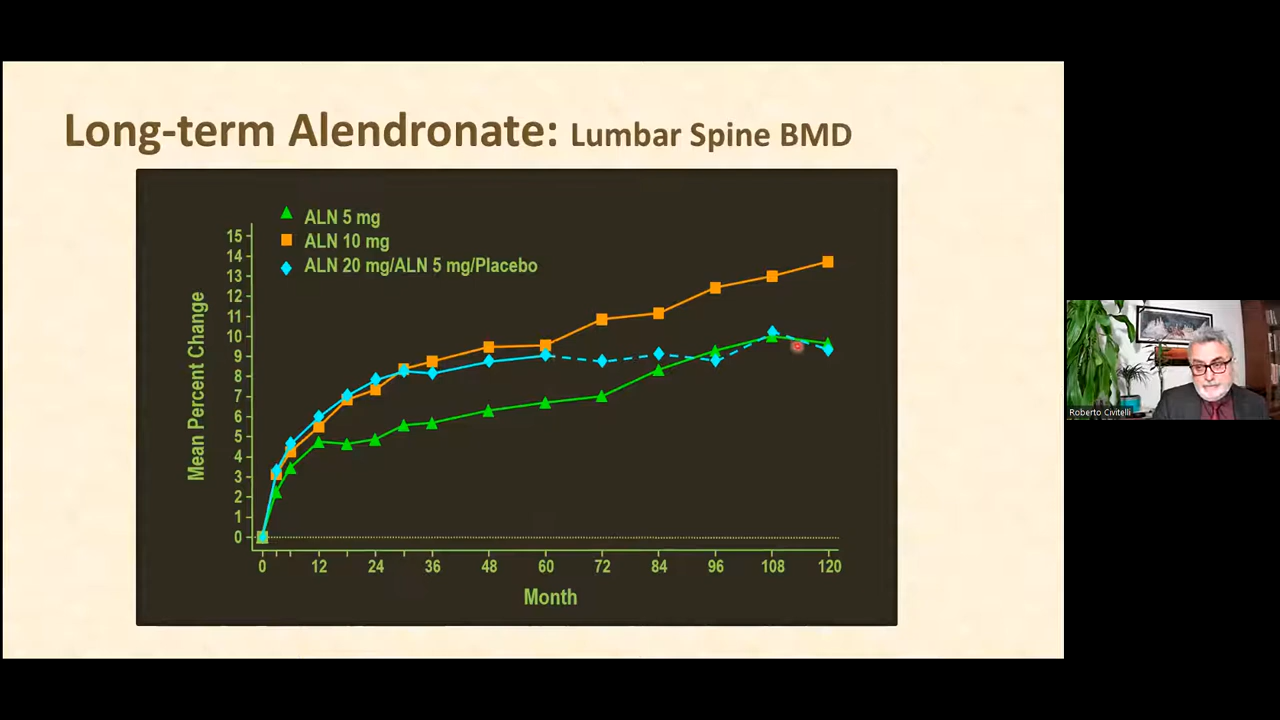 Long-term Alendronate: Lumbar Spine BMD
ALN 5 mg
ALN 10 mg
ALN 20 mg/ALN 5 mg/Placebo
Mean Percent Change
15
14
13
12
11
10
9
8
7
6
5
4
3
2
1
0
0 12 24 36 48 60 72 84 96 108 120
Month
Roberto Civitelli